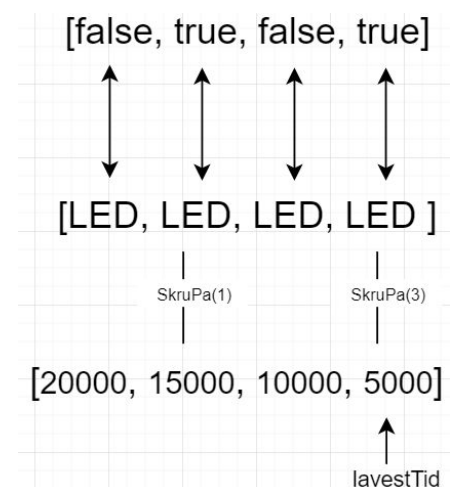 [false, true, false, true]
[LED, LED, LED, LED ]
SkruPa(1) SkruPa(3)
[20000, 15000, 10000, 5000]
lavestTid